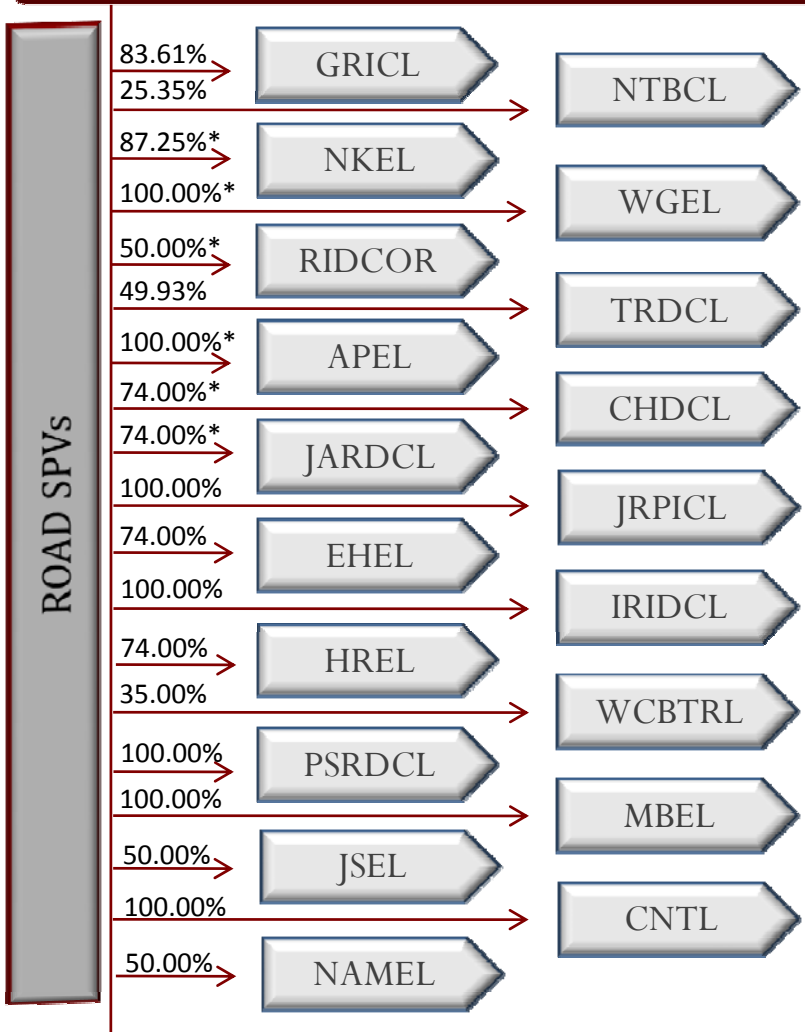 ROAD SPVs
83.61%
GRICL
25.35%
NTBCL
87.25%*
NKEL
100.00%*
WGEL
50.00%*
RIDCOR
49.93%
TRDCL
100.00%*
APEL
74.00%*
CHDCL
74.00%*
JARDCL
100.00%
JRPICL
74.00%
EHEL
100.00%
IRIDCL
74.00%
HREL
35.00%
WCBTRL
100.00%
PSRDCL
100.00%
MBEL
50.00%
JSEL
100.00%
CNTL
50.00%
NAMEL